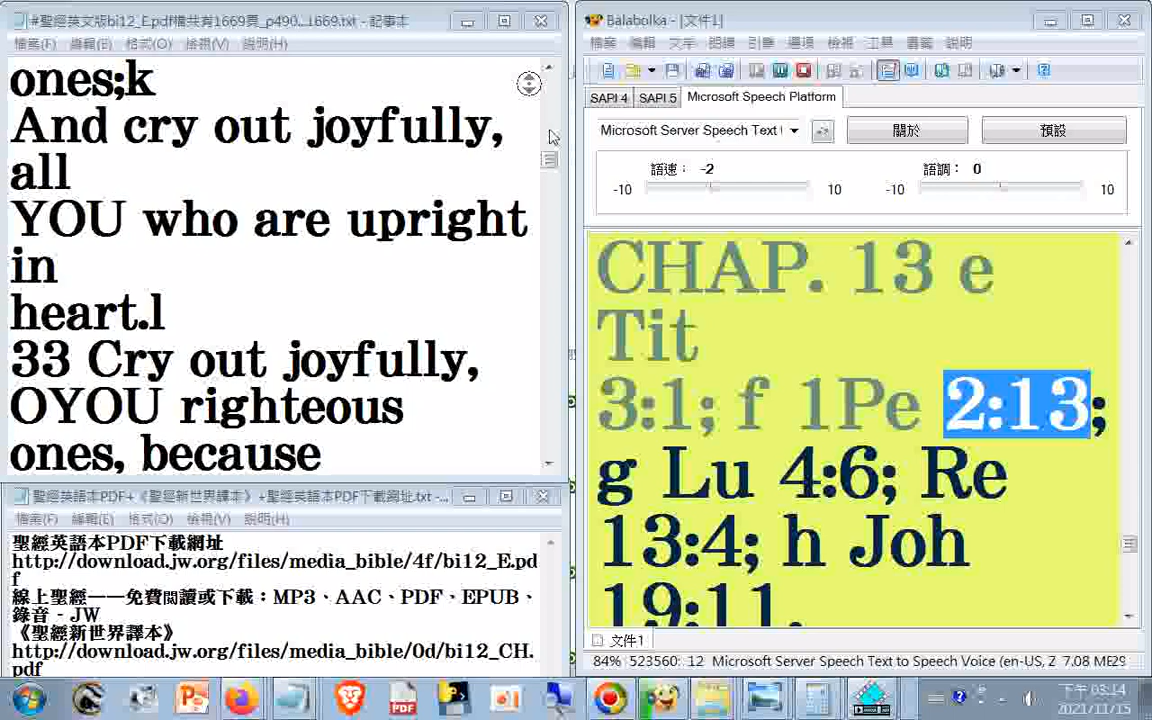 #聖經英文版bi12_E.pdf檔共有1669頁_p490...1669.txt - 記事本
檔案(F) 編輯(E) 格式(O) 檢視(V) 說明(H)
ones;k
And cry out joyfully,
all
YOU who are upright
in
heart.l
33 Cry out joyfully,
OYOU righteous
ones, because
聖經英語本PDF+《聖經新世界譯本》+聖經英語本PDF下載網址.txt - ...
檔案(F) 編輯(E) 格式(O) 檢視(V) 說明(H)
聖經英語本PDF下載網址
http://download.jw.org/files/media_bible/4f/bi12_E.pd
f
線上聖經——免費閱讀或下載：MP3、AAC、PDF、EPUB、
錄音 - JW
《聖經新世界譯本》
http://download.jw.org/files/media_bible/0d/bi12_CH.
pdf
Balabolka - [文件1]
檔案 編輯 文字 朗讀 引擎 選項 檢視 工具 書籤 說明
SAPI 4 SAPI 5 Microsoft Speech Platform
Microsoft Server Speech Text 關於 預設
語速： -2 語調： 0
-10 10 -10 10
CHAP. 13 e
Tit
3:1; f 1Pe 2:13;
g Lu 4:6; Re
13:4; h Joh
19:11.
文件1
84% 523560: 12 Microsoft Server Speech Text to Speech Voice (en-US, Z 7.08 ME29
PDF
下午 03:14
2021/11/15